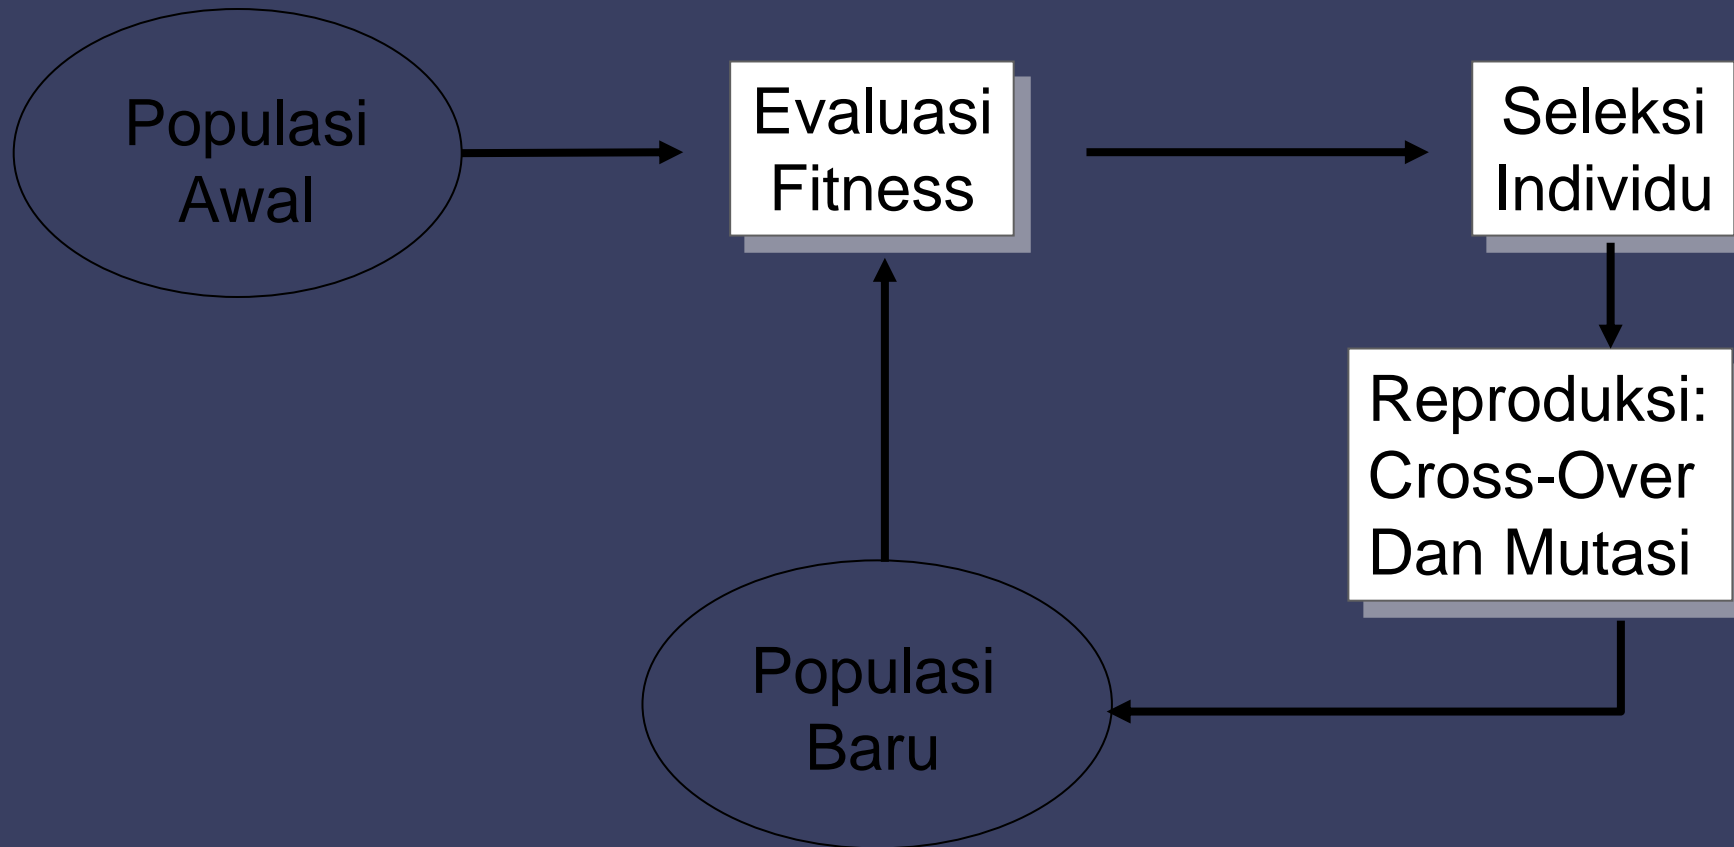 Populasi
Awal
Evaluasi
Fitness
Seleksi
Individu
Reproduksi:
Cross-Over
Dan Mutasi
Populasi
Baru